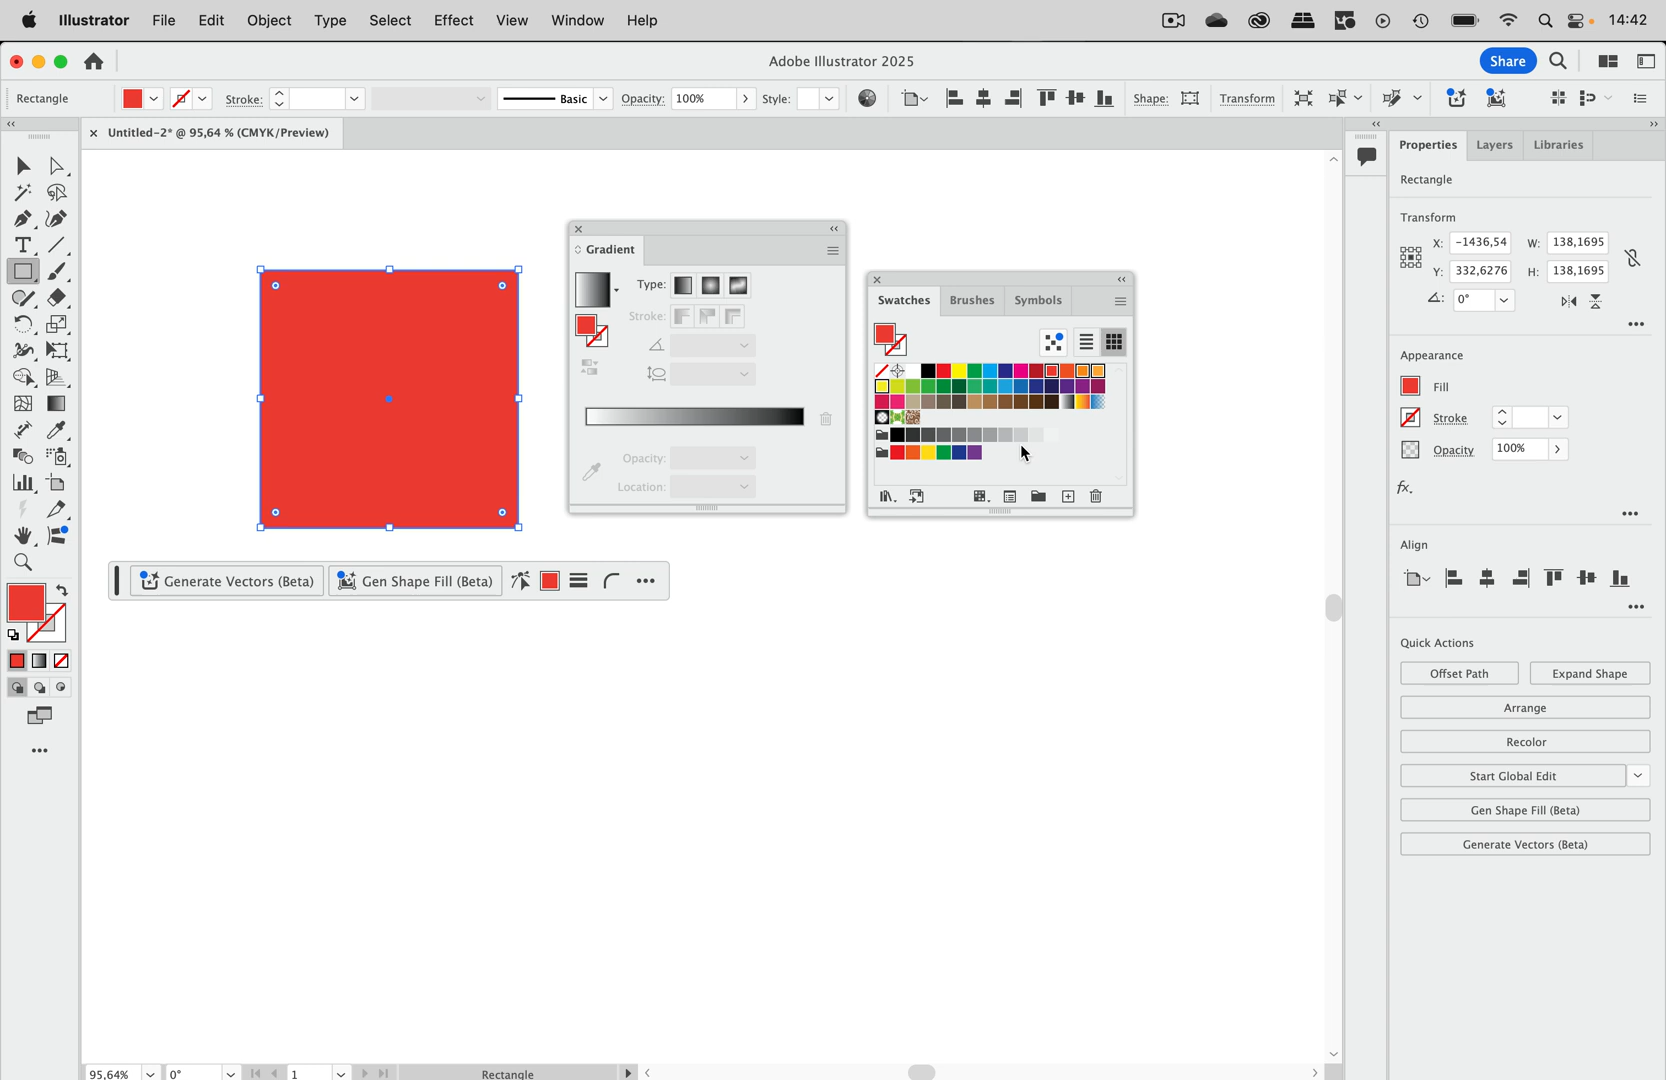 Illustrator File Edit Object Type Select Effect View Window Help 14:42
Adobe Illustrator 2025 Share
Rectangle Stroke: Basic Opacity: 100% Style: Shape: Transform
Untitled-2* @ 95,64 % (CMYK/Preview)
Gradient
Type:
Stroke:
Opacity:
Location:
Swatches Brushes Symbols
Generate Vectors (Beta) Gen Shape Fill (Beta)
Properties Layers Libraries
Rectangle
Transform
X: -1436,54 W: 138,1695
Y: 332,6276 H: 138,1695
0°
Appearance
Fill
Stroke
Opacity 100%
fx.
Align
Quick Actions
Offset Path Expand Shape
Arrange
Recolor
Start Global Edit
Gen Shape Fill (Beta)
Generate Vectors (Beta)
95,64% 0° 1 Rectangle